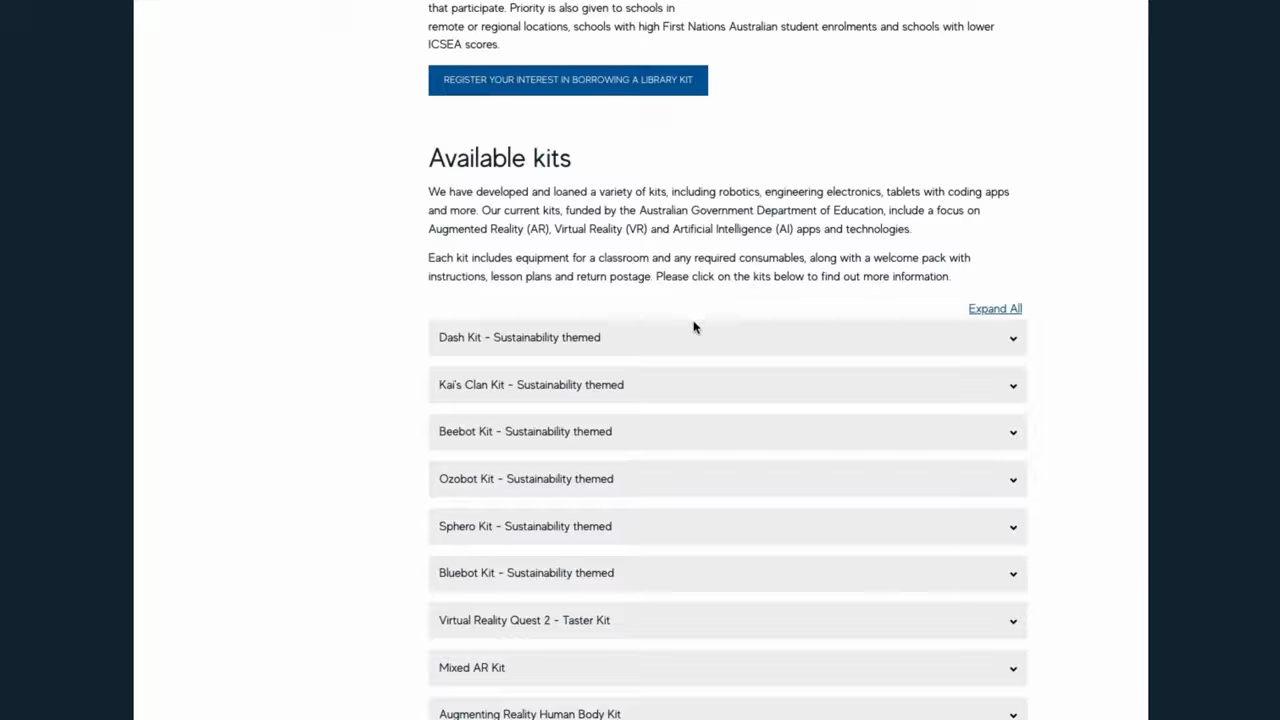 that participate. Priority is also given to schools in
remote or regional locations, schools with high First Nations Australian student enrolments and schools with lower
ICSEA scores.
REGISTER YOUR INTEREST IN BORROWING A LIBRARY KIT
Available kits
We have developed and loaned a variety of kits, including robotics, engineering electronics, tablets with coding apps
and more. Our current kits, funded by the Australian Government Department of Education, include a focus on
Augmented Reality (AR), Virtual Reality (VR) and Artificial Intelligence (AI) apps and technologies.
Each kit includes equipment for a classroom and any required consumables, along with a welcome pack with
instructions, lesson plans and return postage. Please click on the kits below to find out more information.
Expand All
Dash Kit - Sustainability themed
Kai's Clan Kit - Sustainability themed
Beebot Kit - Sustainability themed
Ozobot Kit - Sustainability themed
Sphero Kit - Sustainability themed
Bluebot Kit - Sustainability themed
Virtual Reality Quest 2 - Taster Kit
Mixed AR Kit
Augmenting Reality Human Body Kit